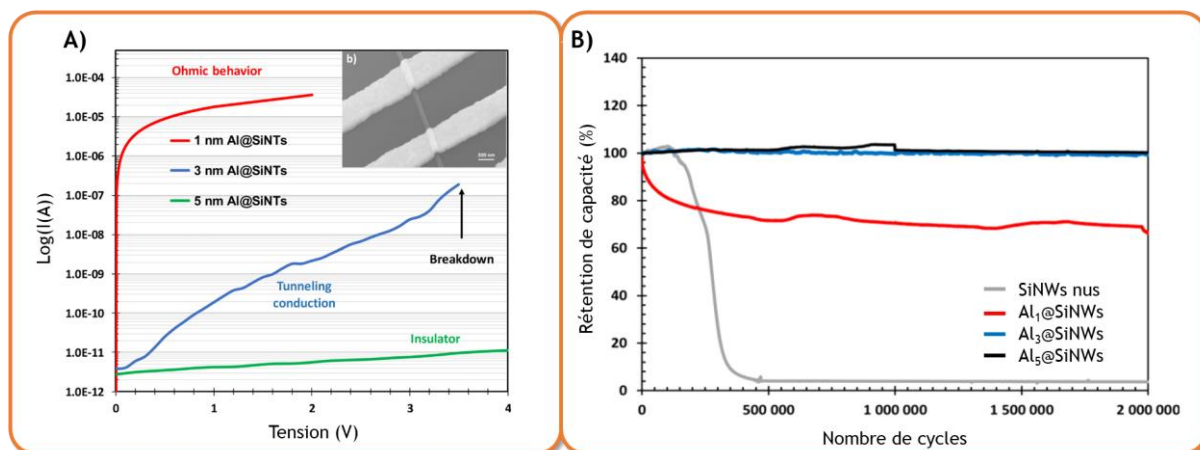 A)
b)
Ohmic behavior
1 nm Al@SiNTs
3 nm Al@SiNTs
5 nm Al@SiNTs
Breakdown
Tunneling
conduction
Insulator
Log(I(A))
1.0E-04
1.0E-05
1.0E-06
1.0E-07
1.0E-08
1.0E-09
1.0E-10
1.0E-11
1.0E-12
0
1
2
3
4
Tension (V)
B)
Rétention de capacité (%)
140
120
100
80
60
40
20
0
SiNWs nus
Al₁@SiNWs
Al₃@SiNWs
Al₅@SiNWs
0
500 000
1 000 000
1 500 000
2 000 000
Nombre de cycles